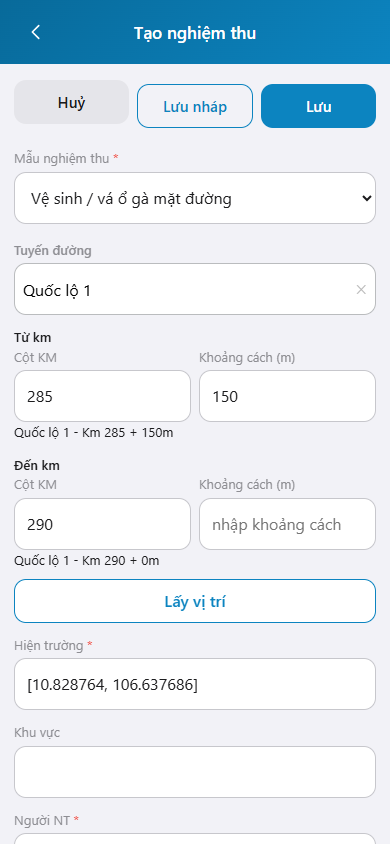 Tạo nghiệm thu
Huỷ
Lưu nháp
Lưu
Mẫu nghiệm thu *
Vệ sinh / vá ổ gà mặt đường
Tuyến đường
Quốc lộ 1
Từ km
Cột KM
Khoảng cách (m)
285
150
Quốc lộ 1 - Km 285 + 150m
Đến km
Cột KM
Khoảng cách (m)
290
nhập khoảng cách
Quốc lộ 1 - Km 290 + 0m
Lấy vị trí
Hiện trường *
[10.828764, 106.637686]
Khu vực
Người NT *